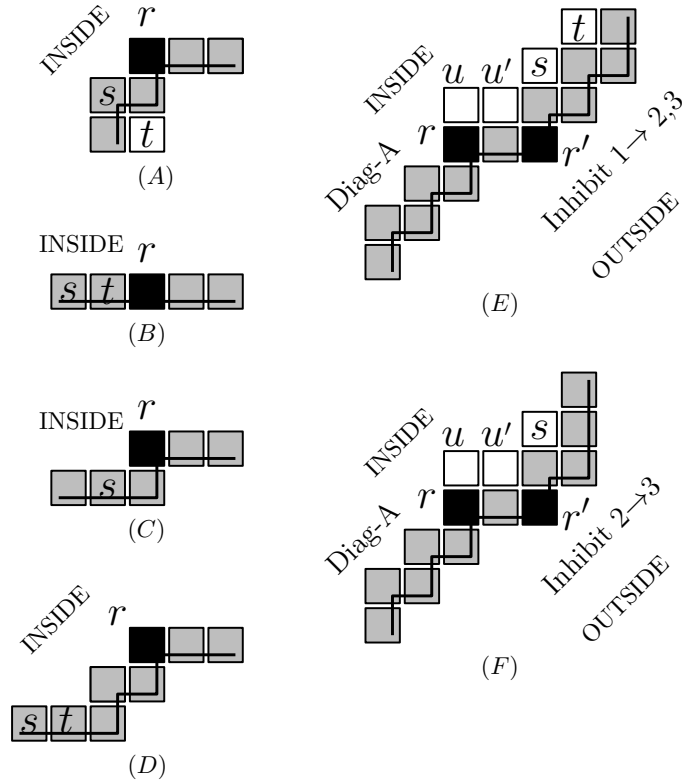 INSIDE
r
s
t
(A)
INSIDE
r
s t
(B)
INSIDE
r
s
(C)
INSIDE
r
s t
(D)
t
INSIDE
u u' s
r
r'
Diag-A
Inhibit 1→ 2,3
OUTSIDE
(E)
INSIDE
u u' s
r
r'
Diag-A
Inhibit 2→3
OUTSIDE
(F)